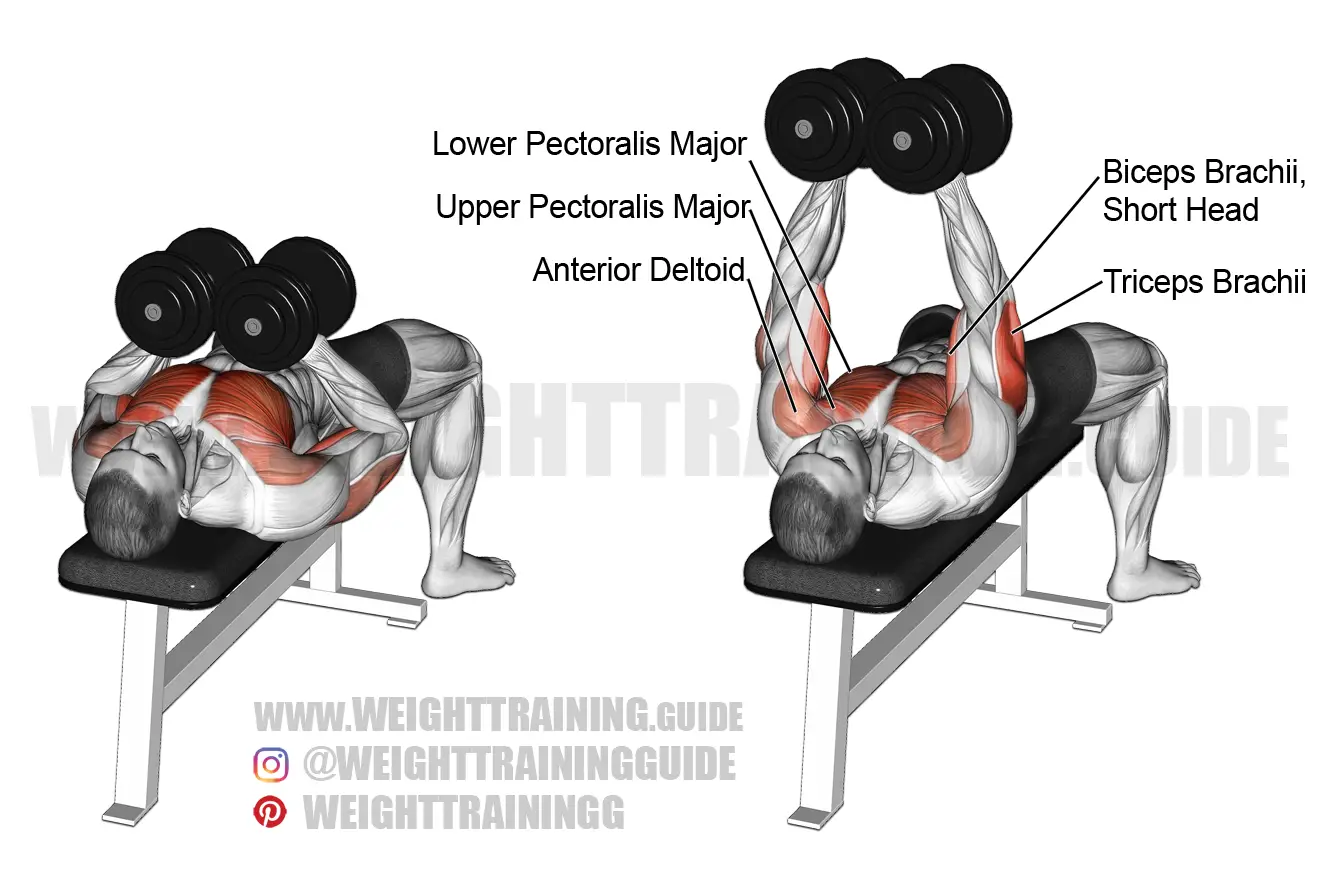 Lower Pectoralis Major
Upper Pectoralis Major
Anterior Deltoid
Biceps Brachii,
Short Head
Triceps Brachii
WEIGHTTRAINING.GUIDE
WWW.WEIGHTTRAINING.GUIDE
@WEIGHTTRAININGGUIDE
WEIGHTTRAININGG